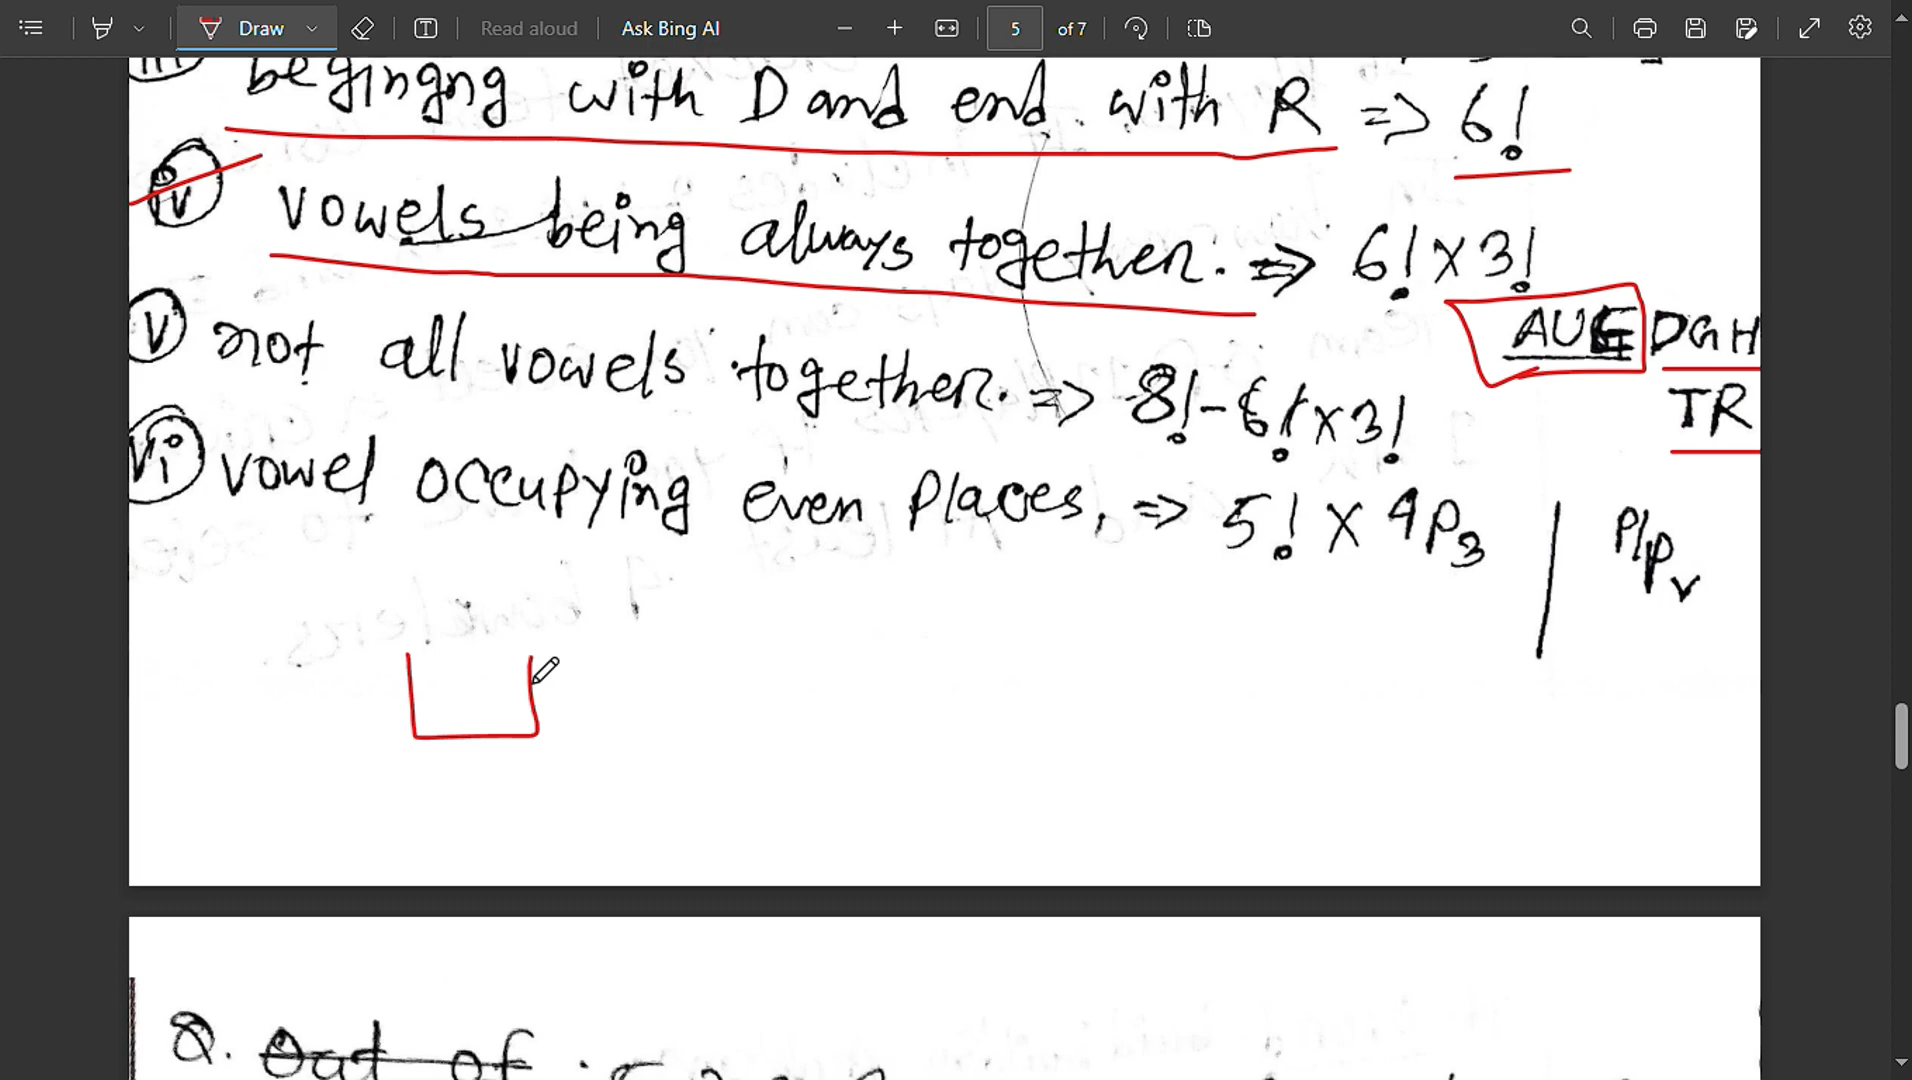 Draw
Read aloud
Ask Bing AI
5 of 7
begingng with D and end with R => 6!
iv vowels being always together. => 6! X 3!
AUE DGH
TR
v not all vowels together. => 8! - 6! X 3!
vi vowel occupying even places, => 5! X 4P3
Q. Out of